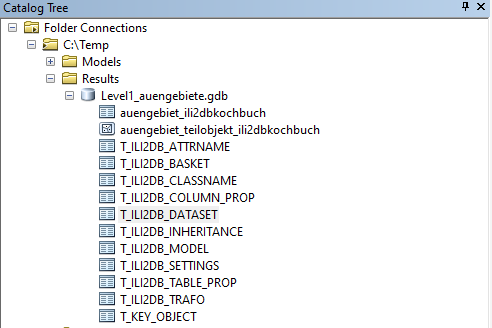 Catalog Tree
Folder Connections
C:\Temp
Models
Results
Level1_auengebiete.gdb
auengebiet_ili2dbkochbuch
auengebiet_teilobjekt_ili2dbkochbuch
T_ILI2DB_ATTRNAME
T_ILI2DB_BASKET
T_ILI2DB_CLASSNAME
T_ILI2DB_COLUMN_PROP
T_ILI2DB_DATASET
T_ILI2DB_INHERITANCE
T_ILI2DB_MODEL
T_ILI2DB_SETTINGS
T_ILI2DB_TABLE_PROP
T_ILI2DB_TRAFO
T_KEY_OBJECT